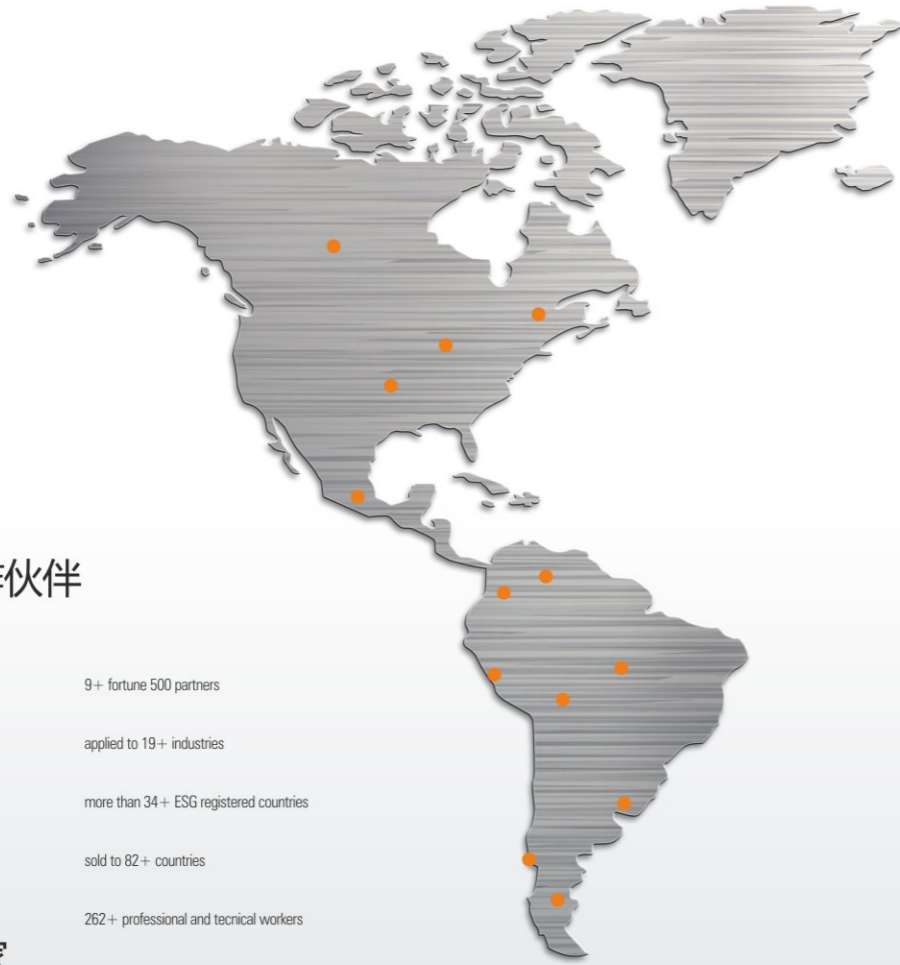 伙伴
9+ fortune 500 partners
applied to 19+ industries
more than 34+ ESG registered countries
sold to 82+ countries
262+ professional and tecnical workers